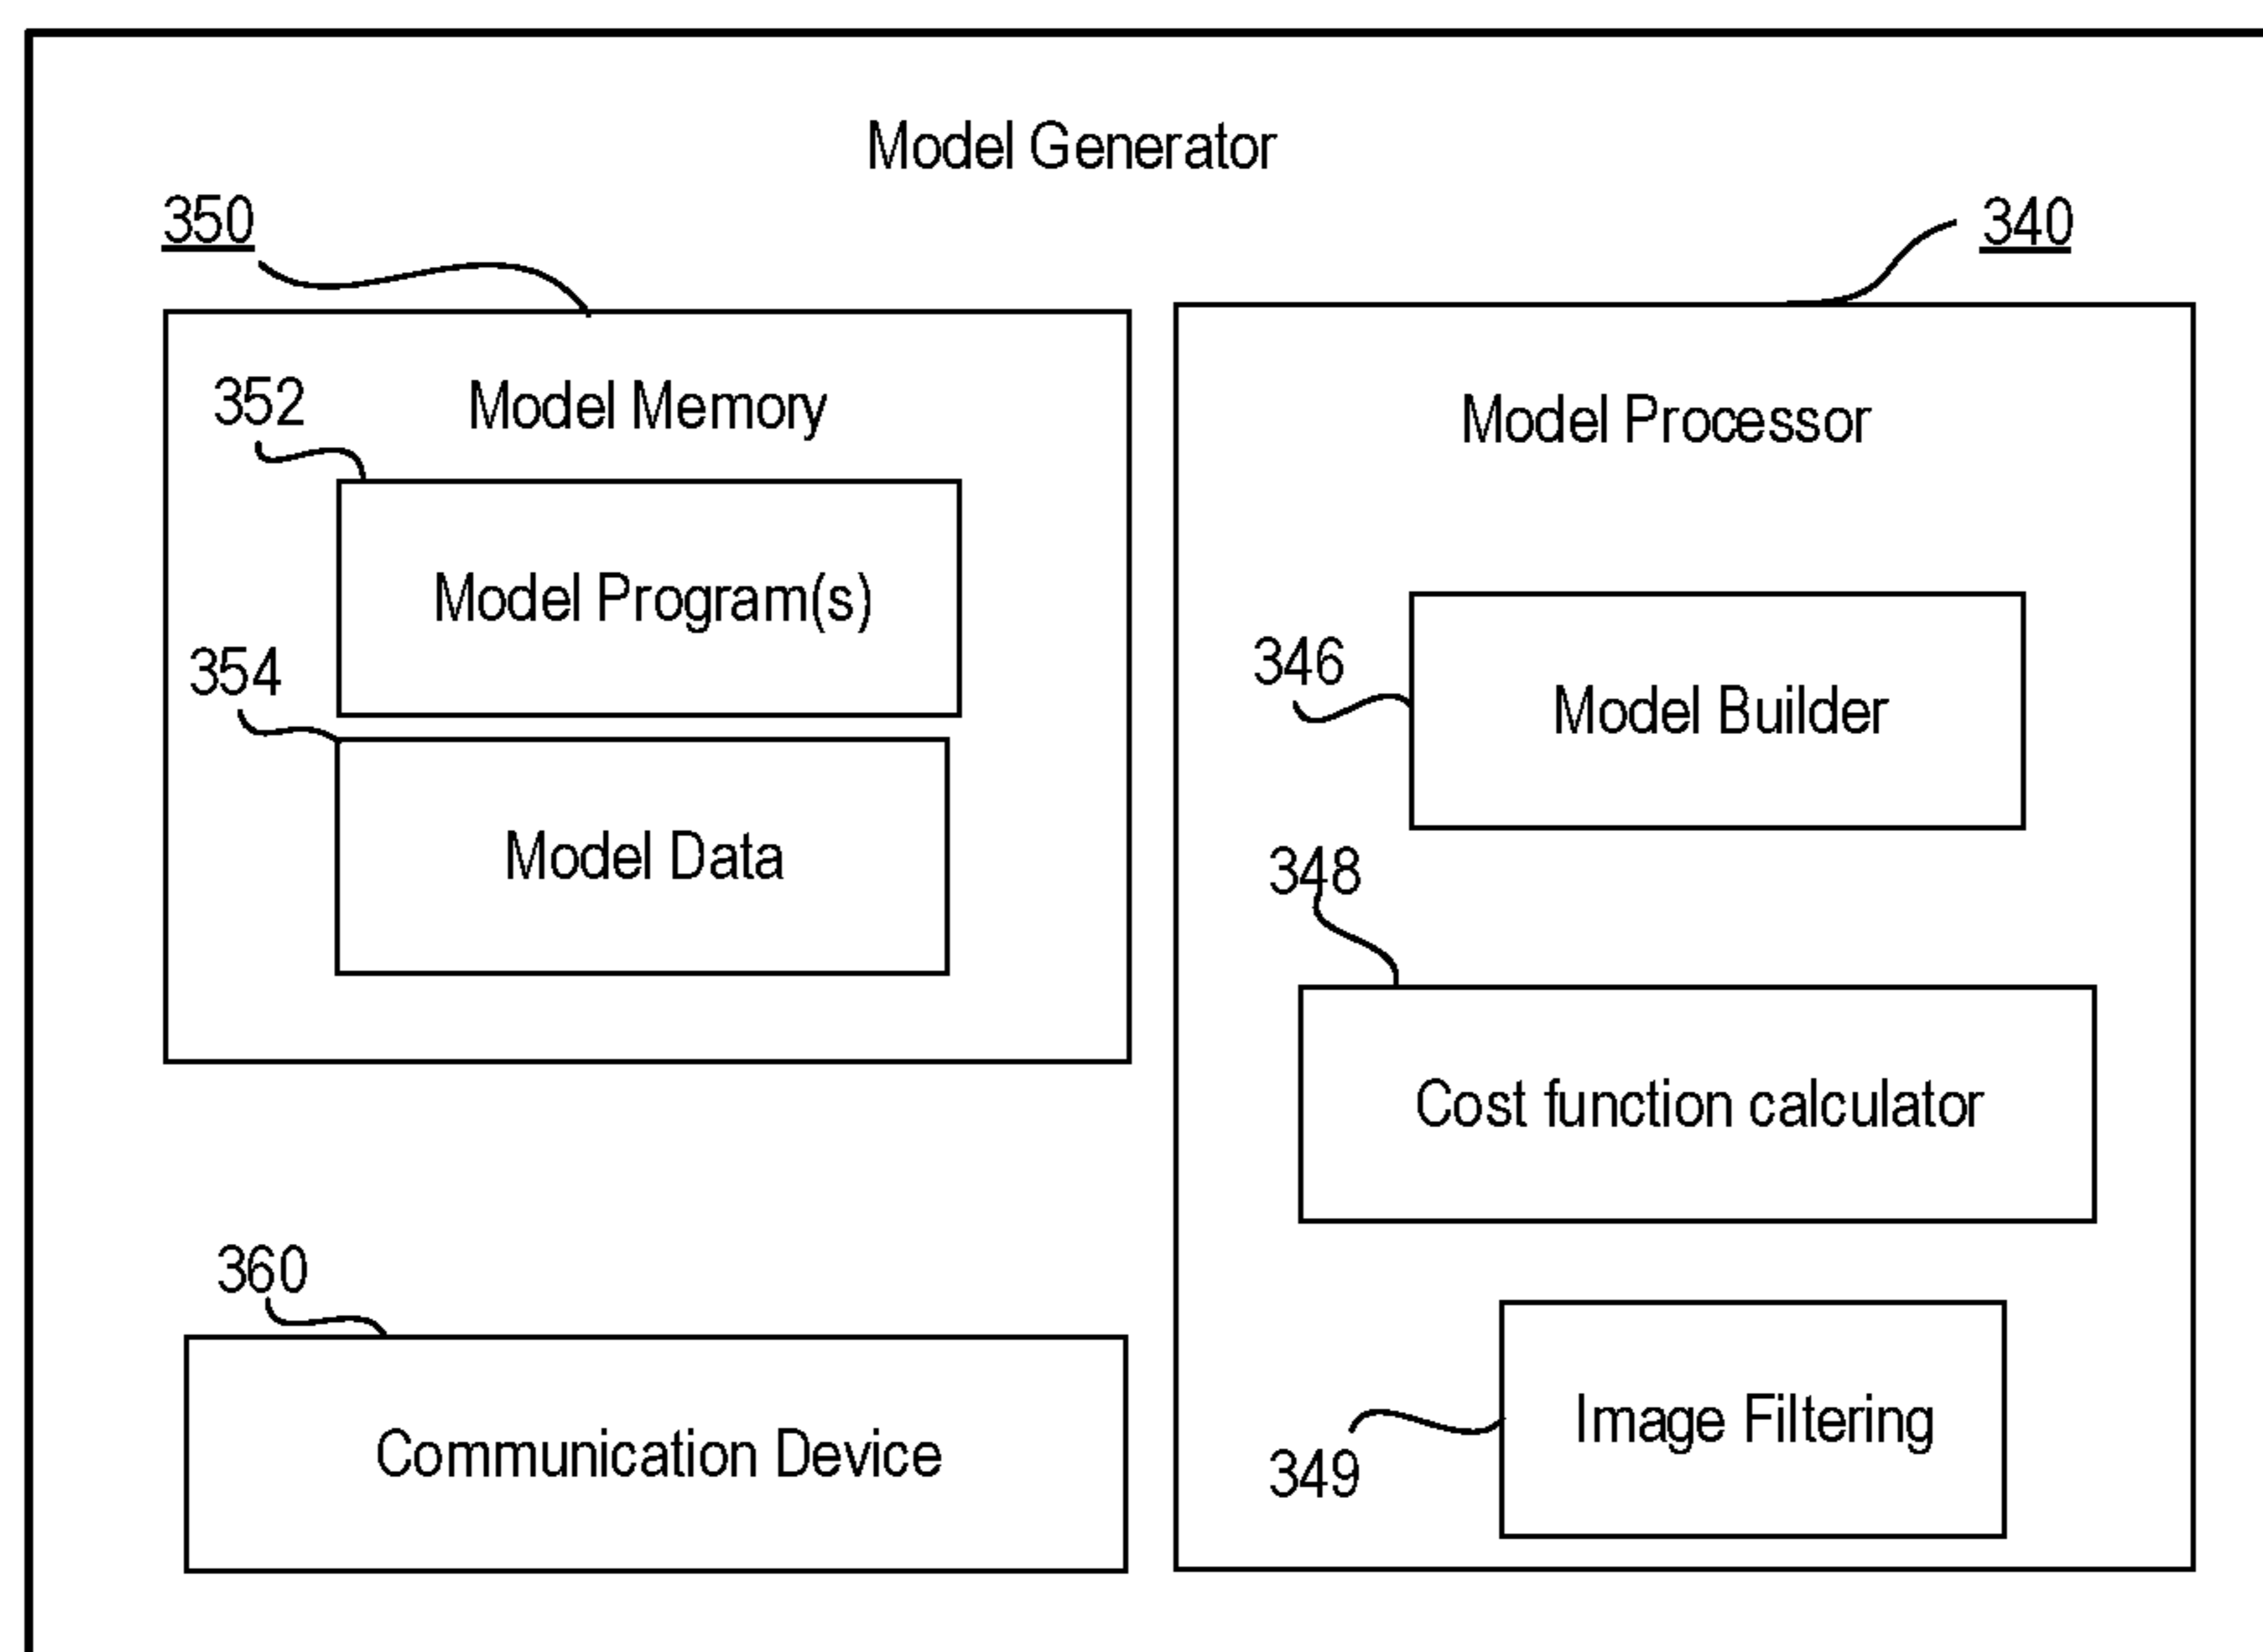 Model Generator
350
340
Model Memory
352
Model Program(s)
354
Model Data
Model Processor
346
Model Builder
348
Cost function calculator
360
Communication Device
Image Filtering
349